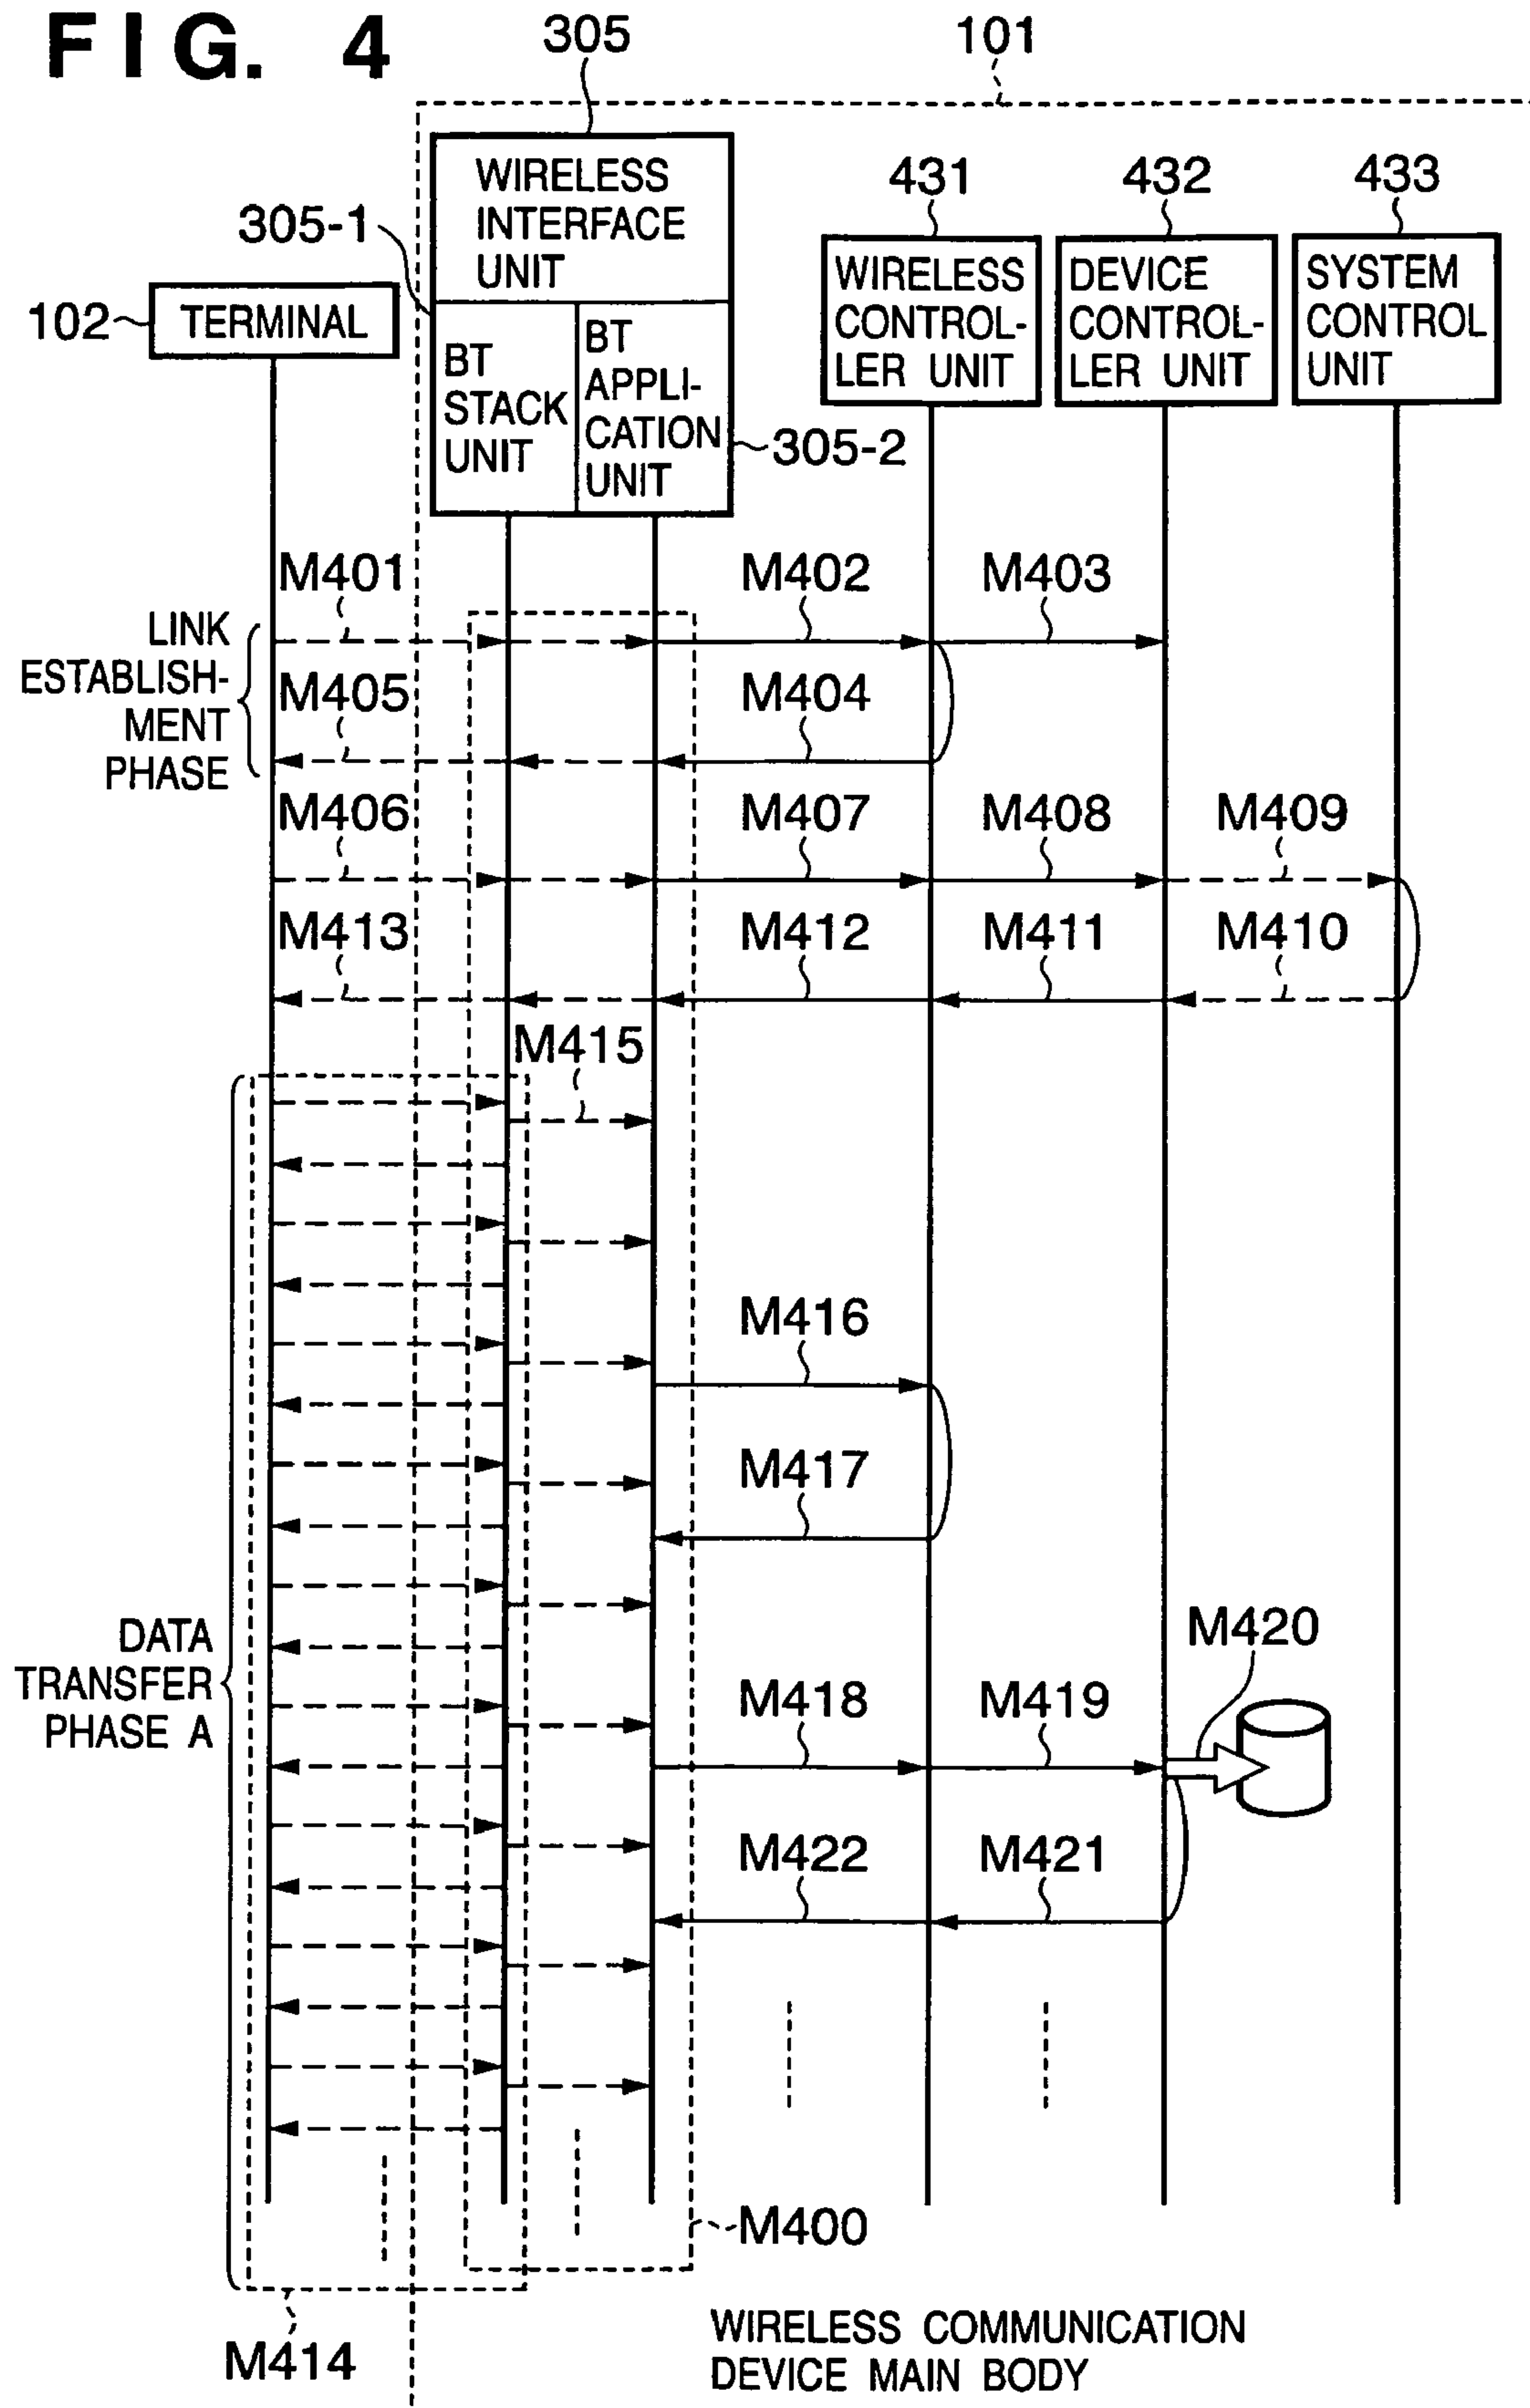 FIG. 4
305
101
WIRELESS
INTERFACE
UNIT
431
432
433
305-1
WIRELESS
CONTROL-
LER UNIT
DEVICE
CONTROL-
LER UNIT
SYSTEM
CONTROL
UNIT
102
TERMINAL
BT
STACK
UNIT
BT
APPLI-
CATION
UNIT
305-2
M401
M402
M403
LINK
ESTABLISH-
MENT
PHASE
M405
M404
M406
M407
M408
M409
M413
M412
M411
M410
M415
M416
M417
DATA
TRANSFER
PHASE A
M420
M418
M419
M422
M421
M400
M414
WIRELESS COMMUNICATION
DEVICE MAIN BODY